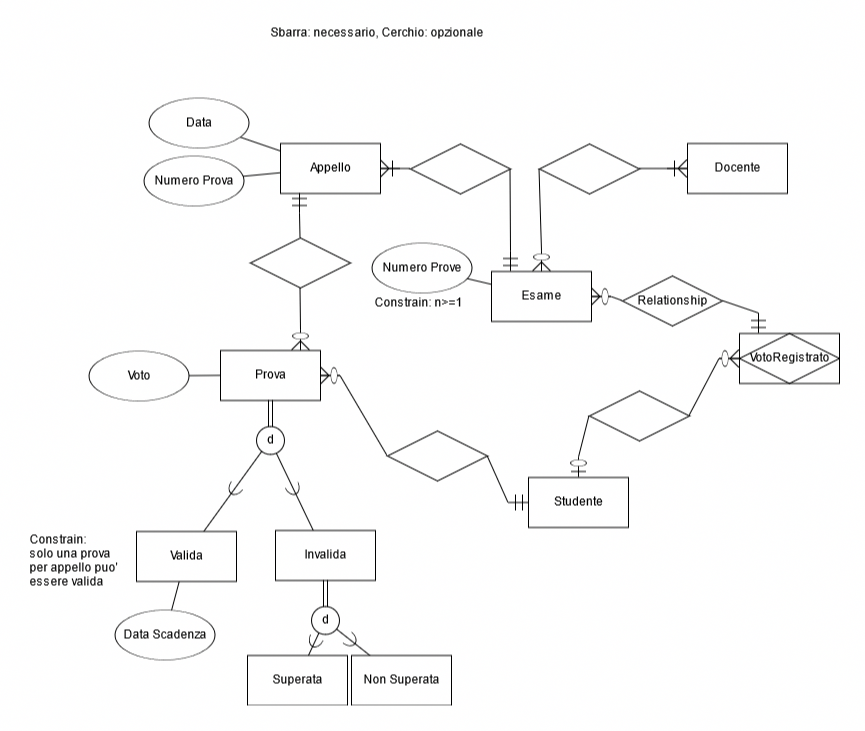 Sbarra: necessario, Cerchio: opzionale
Data
Numero Prova
Appello
Docente
Numero Prove
Constrain: n>=1
Esame
Relationship
VotoRegistrato
Voto
Prova
d
Studente
Constrain:
solo una prova
per appello puo'
essere valida
Valida
Invalida
Data Scadenza
d
Superata
Non Superata